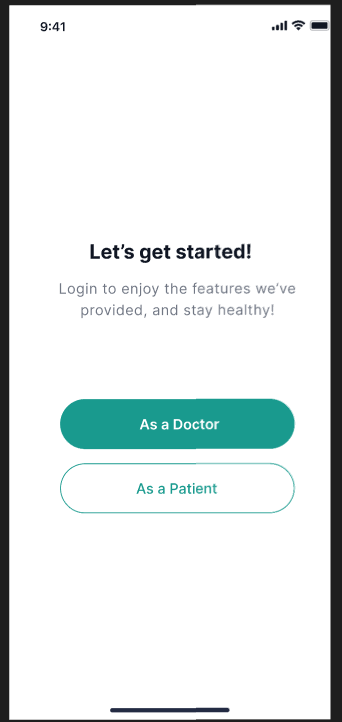 9:41
Let's get started!
Login to enjoy the features we've
provided, and stay healthy!
As a Doctor
As a Patient